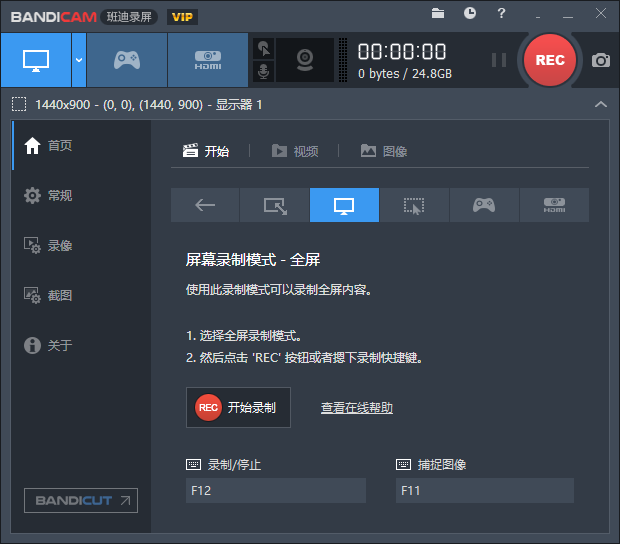 BANDICAM 班迪录屏 VIP
?
HDMI
00:00:00
0 bytes / 24.8GB
REC
1440x900 - (0, 0), (1440, 900) - 显示器 1
首页
常规
录像
截图
关于
BANDICUT
开始
视频
图像
HDMI
屏幕录制模式 - 全屏
使用此录制模式可以录制全屏内容。
1. 选择全屏录制模式。
2. 然后点击 'REC' 按钮或者摁下录制快捷键。
REC 开始录制
查看在线帮助
录制/停止
捕捉图像
F12
F11